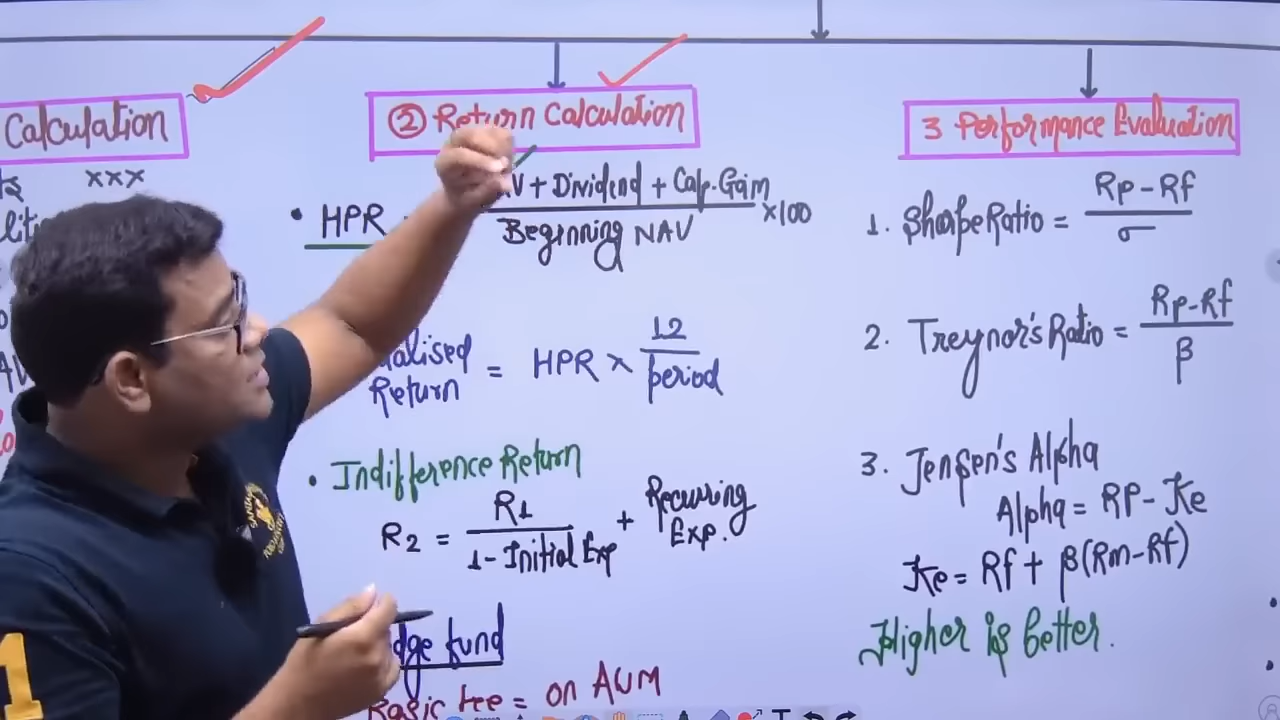 Calculation
xxx
② Return Calculation
• HPR
V + Dividend + Cap. Gain
Beginning NAV
x100
alised
Return = HPR x 12
period
• Indifference Return
R2 = R1
1 - Initial Exp
+ Recurring
Exp.
dge fund
Basic fee = on AUM
3 Performance Evaluation
1. Sharpe Ratio = Rp-Rf
σ
2. Treynor's Ratio = Rp-Rf
β
3. Jensen's Alpha
Alpha = RP - Ke
Ke = Rf + β(Rm-Rf)
Higher is better.
1